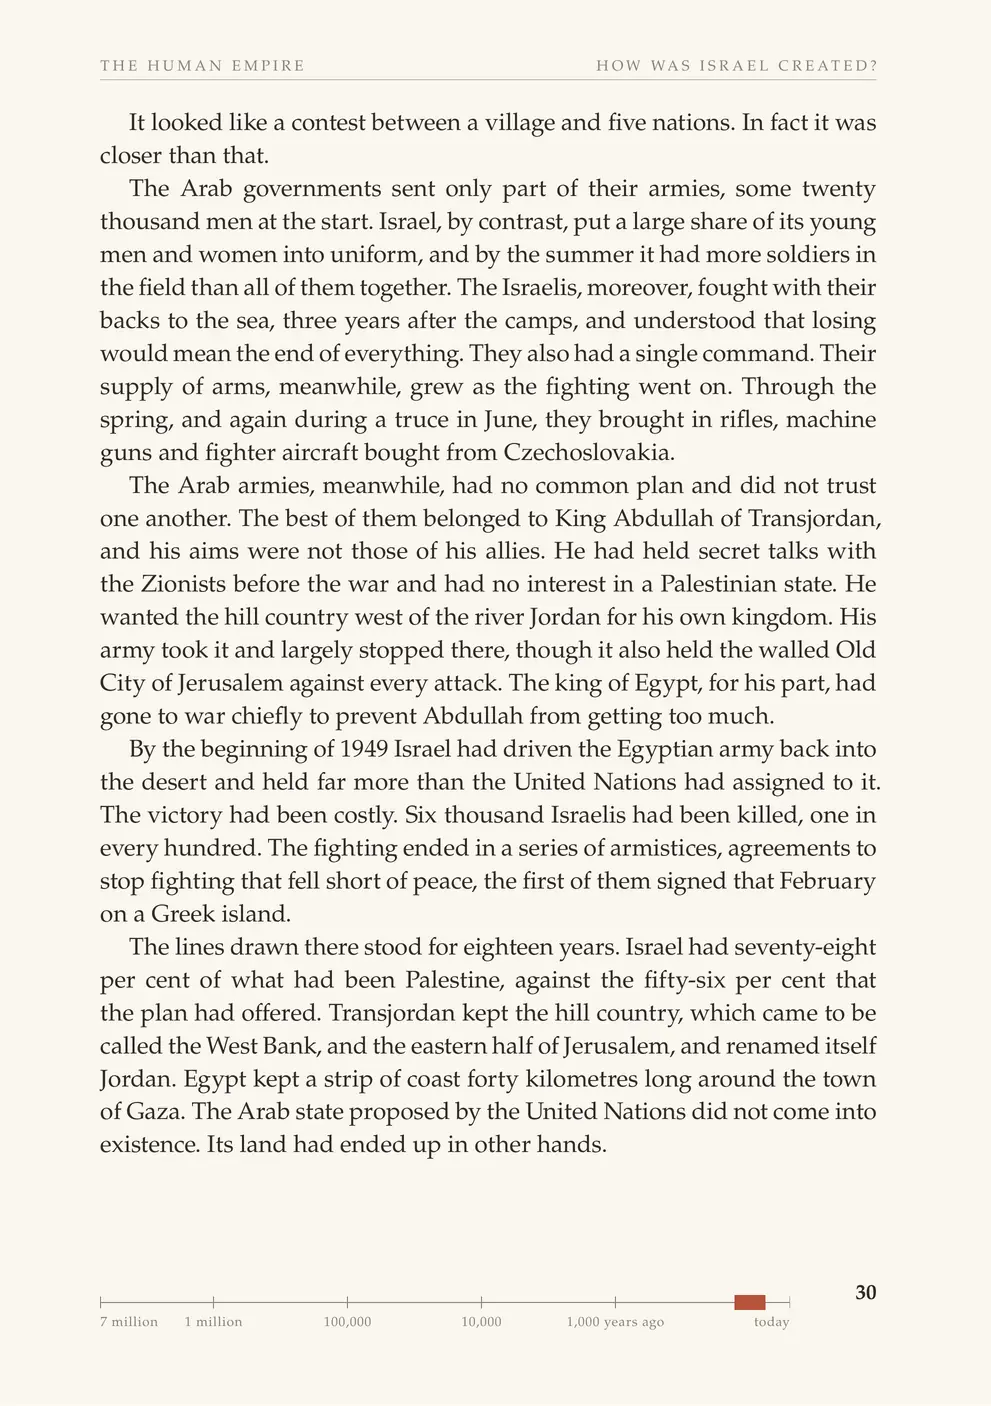 THE HUMAN EMPIRE
HOW WAS ISRAEL CREATED?
It looked like a contest between a village and five nations. In fact it was
closer than that.
The Arab governments sent only part of their armies, some twenty
thousand men at the start. Israel, by contrast, put a large share of its young
men and women into uniform, and by the summer it had more soldiers in
the field than all of them together. The Israelis, moreover, fought with their
backs to the sea, three years after the camps, and understood that losing
would mean the end of everything. They also had a single command. Their
supply of arms, meanwhile, grew as the fighting went on. Through the
spring, and again during a truce in June, they brought in rifles, machine
guns and fighter aircraft bought from Czechoslovakia.
The Arab armies, meanwhile, had no common plan and did not trust
one another. The best of them belonged to King Abdullah of Transjordan,
and his aims were not those of his allies. He had held secret talks with
the Zionists before the war and had no interest in a Palestinian state. He
wanted the hill country west of the river Jordan for his own kingdom. His
army took it and largely stopped there, though it also held the walled Old
City of Jerusalem against every attack. The king of Egypt, for his part, had
gone to war chiefly to prevent Abdullah from getting too much.
By the beginning of 1949 Israel had driven the Egyptian army back into
the desert and held far more than the United Nations had assigned to it.
The victory had been costly. Six thousand Israelis had been killed, one in
every hundred. The fighting ended in a series of armistices, agreements to
stop fighting that fell short of peace, the first of them signed that February
on a Greek island.
The lines drawn there stood for eighteen years. Israel had seventy-eight
per cent of what had been Palestine, against the fifty-six per cent that
the plan had offered. Transjordan kept the hill country, which came to be
called the West Bank, and the eastern half of Jerusalem, and renamed itself
Jordan. Egypt kept a strip of coast forty kilometres long around the town
of Gaza. The Arab state proposed by the United Nations did not come into
existence. Its land had ended up in other hands.
30
7 million 1 million 100,000 10,000 1,000 years ago today